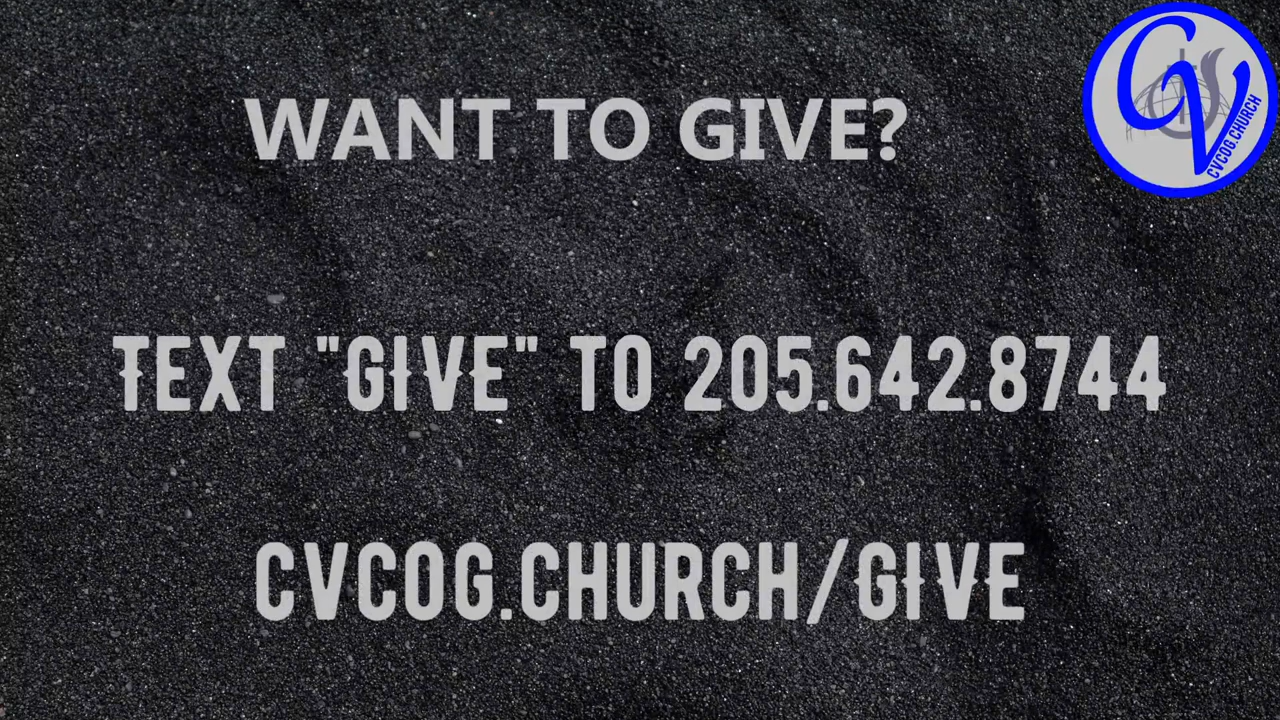 CV
CVCOG.CHURCH
WANT TO GIVE?
TEXT "GIVE" TO 205.642.8744
CVCOG.CHURCH/GIVE